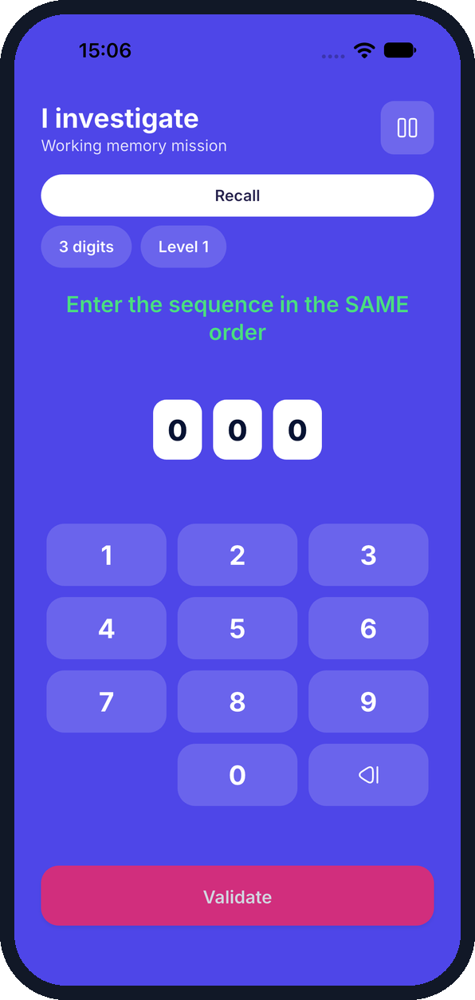 15:06
I investigate
Working memory mission
Recall
3 digits Level 1
Enter the sequence in the SAME
order
0 0 0
1 2 3
4 5 6
7 8 9
0
Validate